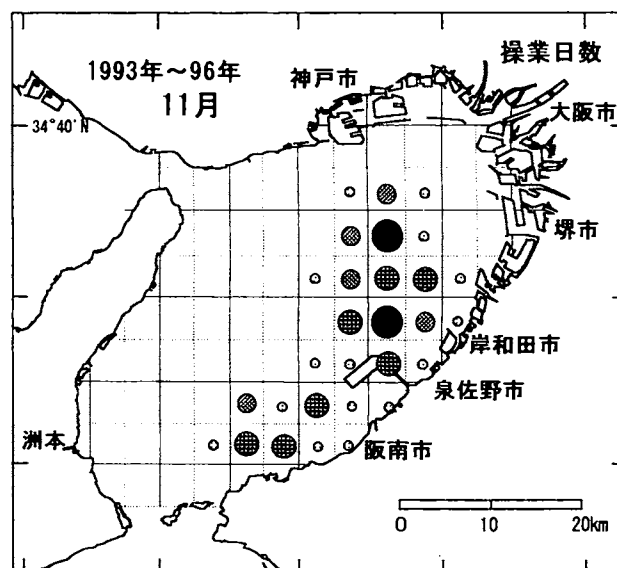 1993年～96年
11月
操業日数
神戸市
大阪市
34°40'N
堺市
岸和田市
泉佐野市
洲本
阪南市
0 10 20km